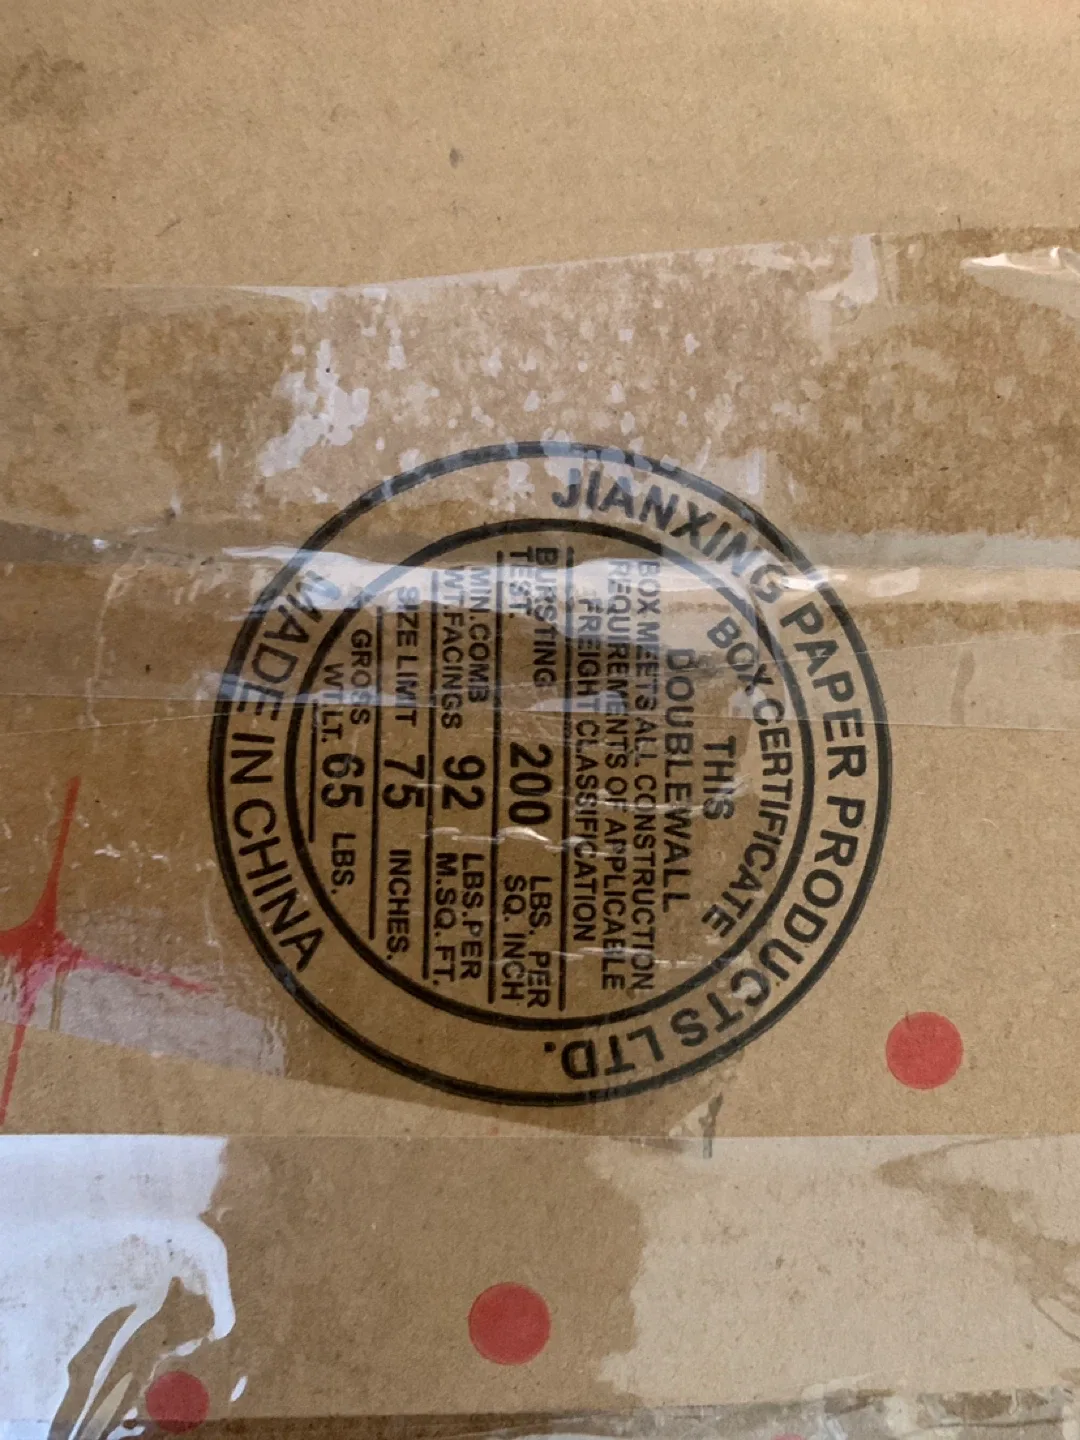 JIANXING PAPER PRODUCTS LTD.
BOX CERTIFICATE
THIS
DOUBLEWALL
BOX MEETS ALL CONSTRUCTION
REQUIREMENTS OF APPLICABLE
FREIGHT CLASSIFICATION
BURSTING TEST. 200 LBS. PER SQ. INCH
MIN.COMB WT.FACINGS 92 LBS.PER M.SQ. FT.
SIZE LIMIT 75 INCHES.
GROSS WT.LT. 65 LBS.
MADE IN CHINA